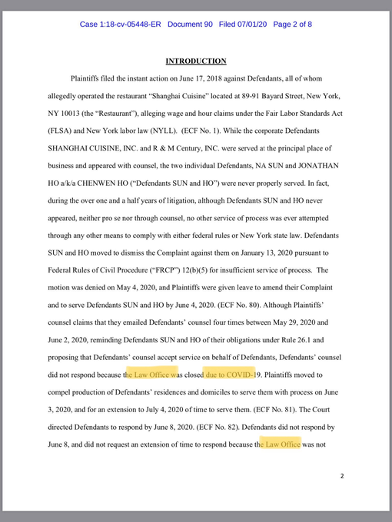 Case 1:18-cv-05448-ER Document 90 Filed 07/01/20 Page 2 of 8
INTRODUCTION
Plaintiffs filed the instant action on June 17, 2018 against Defendants, all of whom
allegedly operated the restaurant “Shanghai Cuisine” located at 89-91 Bayard Street, New York,
NY 10013 (the “Restaurant”), alleging wage and hour claims under the Fair Labor Standards Act
(FLSA) and New York labor law (NYLL). (ECF No. 1). While the corporate Defendants
SHANGHAI CUISINE, INC. and R & M Century, INC. were served at the principal place of
business and appeared with counsel, the two individual Defendants, NA SUN and JONATHAN
HO a/k/a CHENWEN HO (“Defendants SUN and HO”) were never properly served. In fact,
during the over one and a half years of litigation, although Defendants SUN and HO never
appeared, neither pro se nor through counsel, no other service of process was ever attempted
through any other means to comply with either federal rules or New York state law. Defendants
SUN and HO moved to dismiss the Complaint against them on January 13, 2020 pursuant to
Federal Rules of Civil Procedure (“FRCP”) 12(b)(5) for insufficient service of process. The
motion was denied on May 4, 2020, and Plaintiffs were given leave to amend their Complaint
and to serve Defendants SUN and HO by June 4, 2020. (ECF No. 80). Although Plaintiffs’
counsel claims that they emailed Defendants’ counsel four times between May 29, 2020 and
June 2, 2020, reminding Defendants SUN and HO of their obligations under Rule 26.1 and
proposing that Defendants’ counsel accept service on behalf of Defendants, Defendants’ counsel
did not respond because the Law Office was closed due to COVID-19. Plaintiffs moved to
compel production of Defendants’ residences and domiciles to serve them with process on June
3, 2020, and for an extension to July 4, 2020 of time to serve them. (ECF No. 81). The Court
directed Defendants to respond by June 8, 2020. (ECF No. 82). Defendants did not respond by
June 8, and did not request an extension of time to respond because the Law Office was not
2